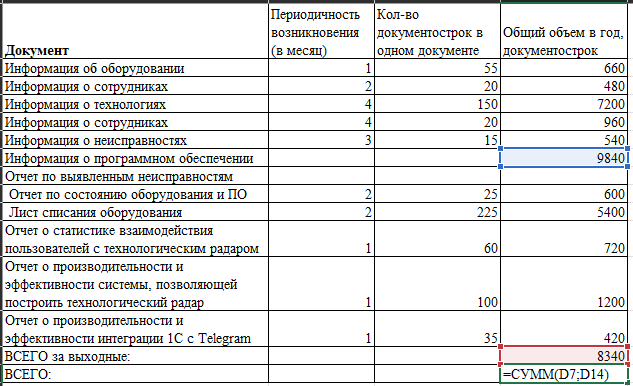 Документ Периодичность возникновения (в месяц) Кол-во документострок в одном документе Общий объем в год, документострок
Информация об оборудовании 1 55 660
Информация о сотрудниках 2 20 480
Информация о технологиях 4 150 7200
Информация о сотрудниках 4 20 960
Информация о неисправностях 3 15 540
Информация о программном обеспечении 9840
Отчет по выявленным неисправностям
Отчет по состоянию оборудования и ПО 2 25 600
Лист списания оборудования 2 225 5400
Отчет о статистике взаимодействия
пользователей с технологическим радаром 1 60 720
Отчет о производительности и
эффективности системы, позволяющей
построить технологический радар 1 100 1200
Отчет о производительности и
эффективности интеграции 1С с Telegram 1 35 420
ВСЕГО за выходные: 8340
ВСЕГО: =СУММ(D7;D14)